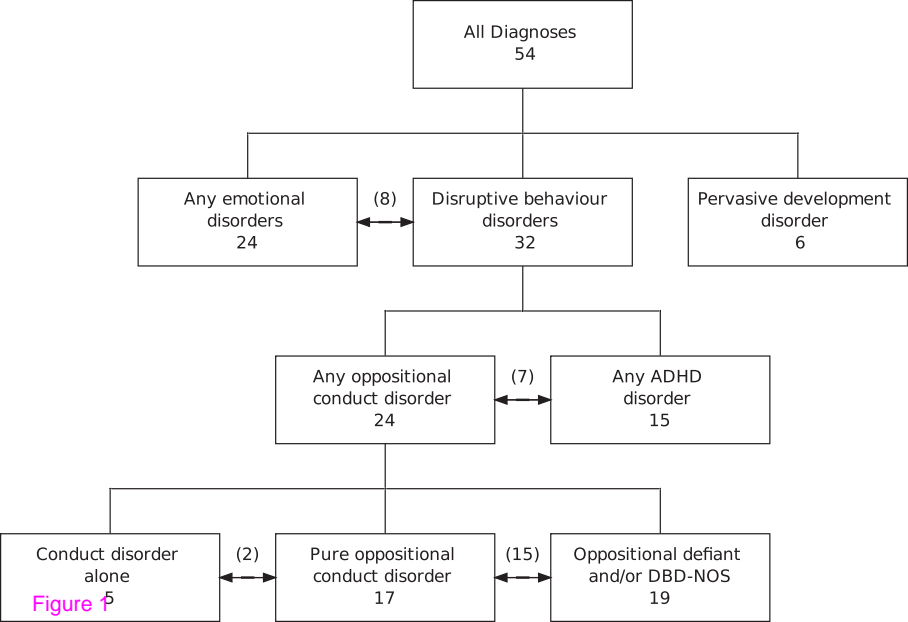 All Diagnoses
54
Any emotional
disorders
24
(8)
Disruptive behaviour
disorders
32
Pervasive development
disorder
6
Any oppositional
conduct disorder
24
(7)
Any ADHD
disorder
15
Conduct disorder
alone
5
(2)
Pure oppositional
conduct disorder
17
(15)
Oppositional defiant
and/or DBD-NOS
19
Figure 1